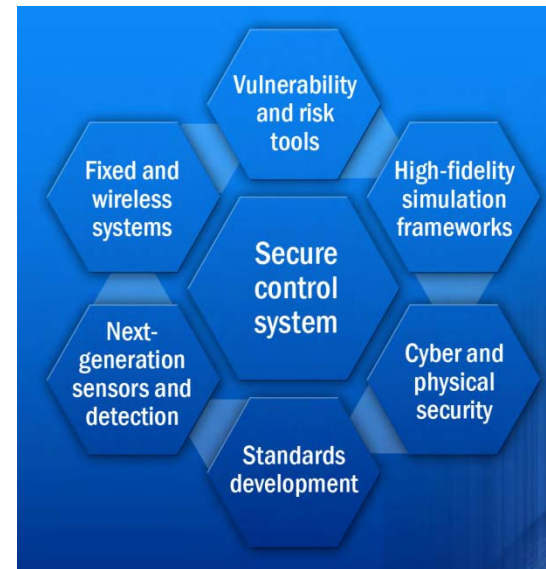 Vulnerability
and risk
tools
High-fidelity
simulation
frameworks
Cyber and
physical
security
Standards
development
Next-
generation
sensors and
detection
Fixed and
wireless
systems
Secure
control
system